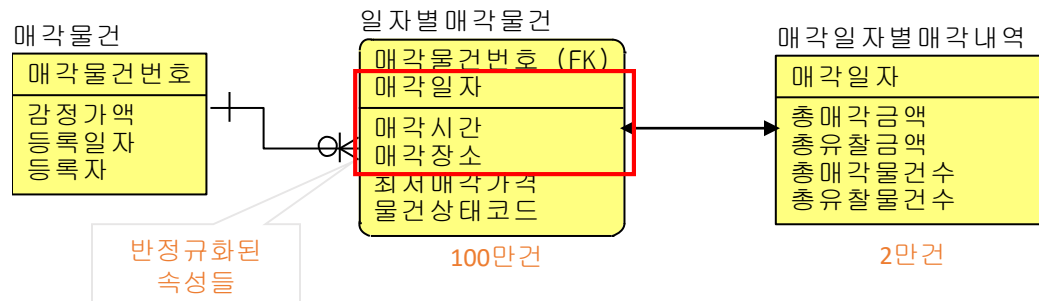 매각물건
매각물건번호
감정가액
등록일자
등록자
일자별매각물건
매각물건번호 (FK)
매각일자
매각시간
매각장소
최저매각가격
물건상태코드
매각일자별매각내역
매각일자
총매각금액
총유찰금액
총매각물건수
총유찰물건수
반정규화된
속성들
100만건
2만건